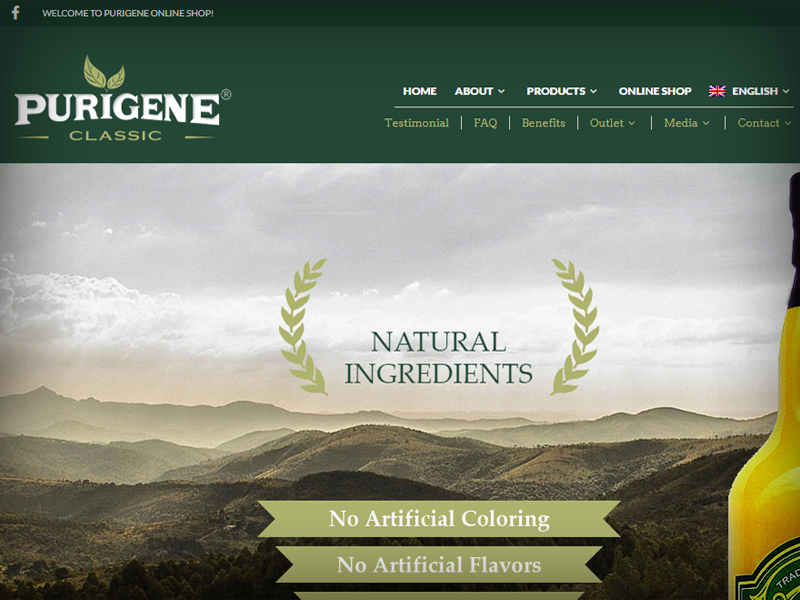 WELCOME TO PURIGENE ONLINE SHOP!
PURIGENE®
CLASSIC
HOME ABOUT PRODUCTS ONLINE SHOP ENGLISH
Testimonial FAQ Benefits Outlet Media Contact
NATURAL
INGREDIENTS
No Artificial Coloring
No Artificial Flavors
TRAD